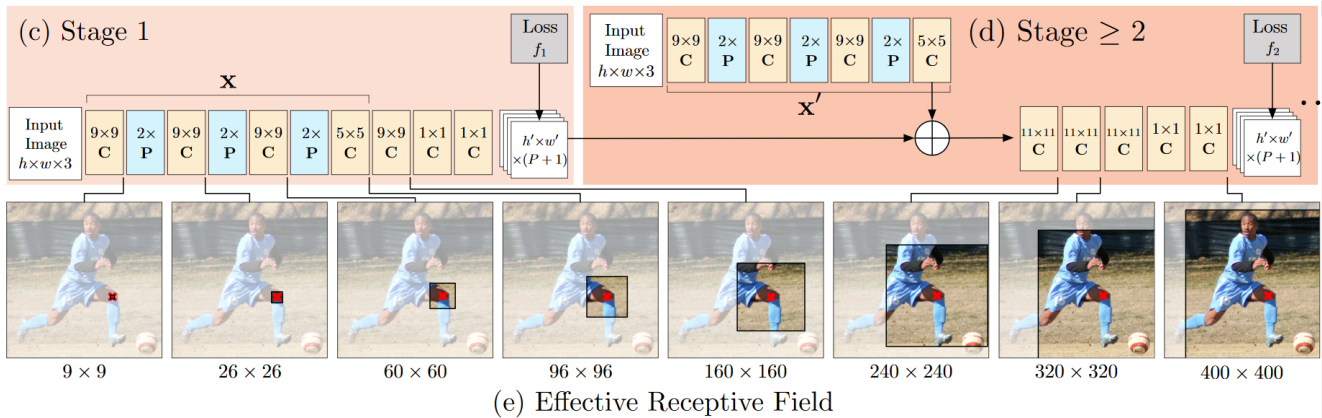 (c) Stage 1
Loss
f₁
X
Input
Image
h×w×3
9×9
C
2×
P
9×9
C
2×
P
9×9
C
2×
P
5×5
C
9×9
C
1×1
C
1×1
C
h′×w′
×(P + 1)
Input
Image
h×w×3
9×9
C
2×
P
9×9
C
2×
P
9×9
C
2×
P
5×5
C
X′
(d) Stage ≥ 2
Loss
f₂
11×11
C
11×11
C
11×11
C
1×1
C
1×1
C
h′×w′
×(P + 1)
9 × 9
26 × 26
60 × 60
96 × 96
160 × 160
240 × 240
320 × 320
400 × 400
(e) Effective Receptive Field